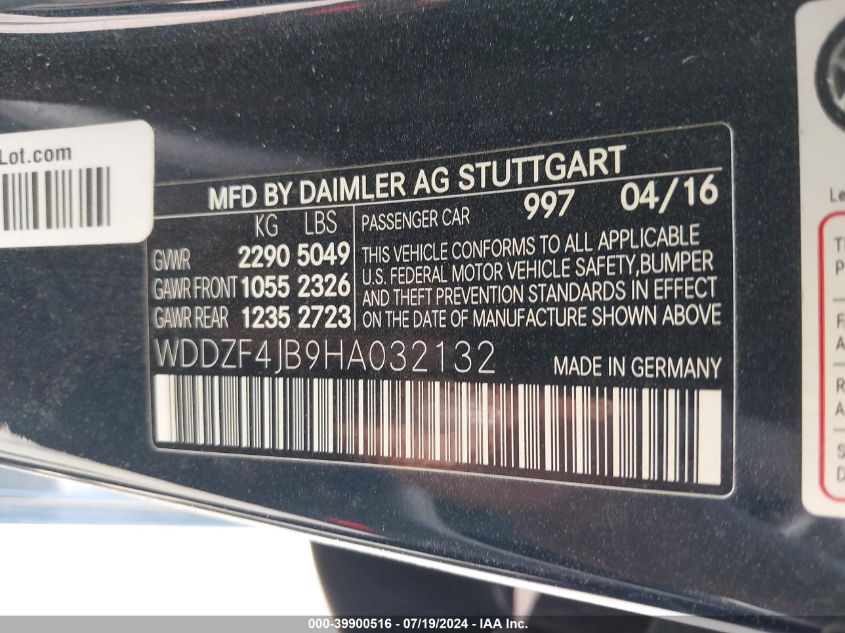 Lot.com
MFD BY DAIMLER AG STUTTGART
KG LBS PASSENGER CAR 997 04/16
GVWR 2290 5049
GAWR FRONT 1055 2326
GAWR REAR 1235 2723
THIS VEHICLE CONFORMS TO ALL APPLICABLE
U.S. FEDERAL MOTOR VEHICLE SAFETY,BUMPER
AND THEFT PREVENTION STANDARDS IN EFFECT
ON THE DATE OF MANUFACTURE SHOWN ABOVE
WDDZF4JB9HA032132 MADE IN GERMANY
000-39900516 - 07/19/2024 - IAA Inc.